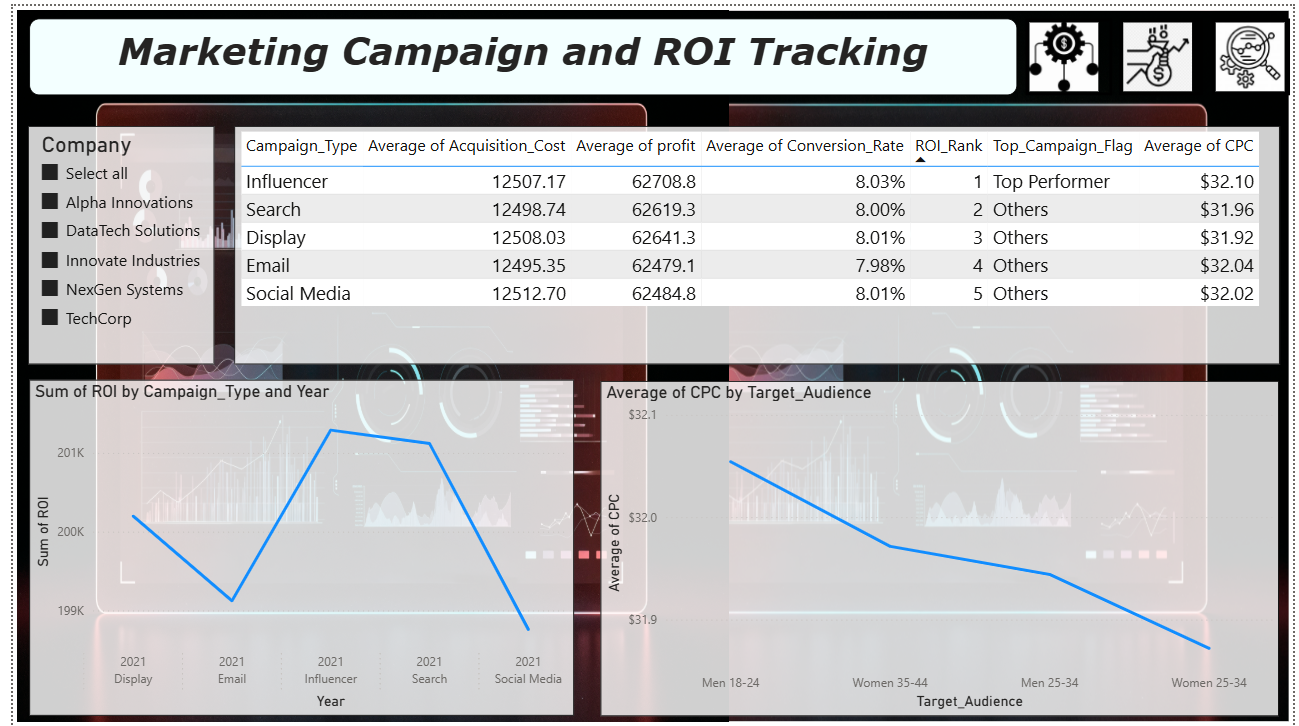 Marketing Campaign and ROI Tracking
Company
Select all
Alpha Innovations
DataTech Solutions
Innovate Industries
NexGen Systems
TechCorp
Campaign_Type Average of Acquisition_Cost Average of profit Average of Conversion_Rate ROI_Rank Top_Campaign_Flag Average of CPC
Influencer 12507.17 62708.8 8.03% 1 Top Performer $32.10
Search 12498.74 62619.3 8.00% 2 Others $31.96
Display 12508.03 62641.3 8.01% 3 Others $31.92
Email 12495.35 62479.1 7.98% 4 Others $32.04
Social Media 12512.70 62484.8 8.01% 5 Others $32.02
Sum of ROI by Campaign_Type and Year
201K
200K
199K
Sum of ROI
2021 2021 2021 2021 2021
Display Email Influencer Search Social Media
Year
Average of CPC by Target_Audience
$32.1
$32.0
$31.9
Average of CPC
Men 18-24 Women 35-44 Men 25-34 Women 25-34
Target_Audience